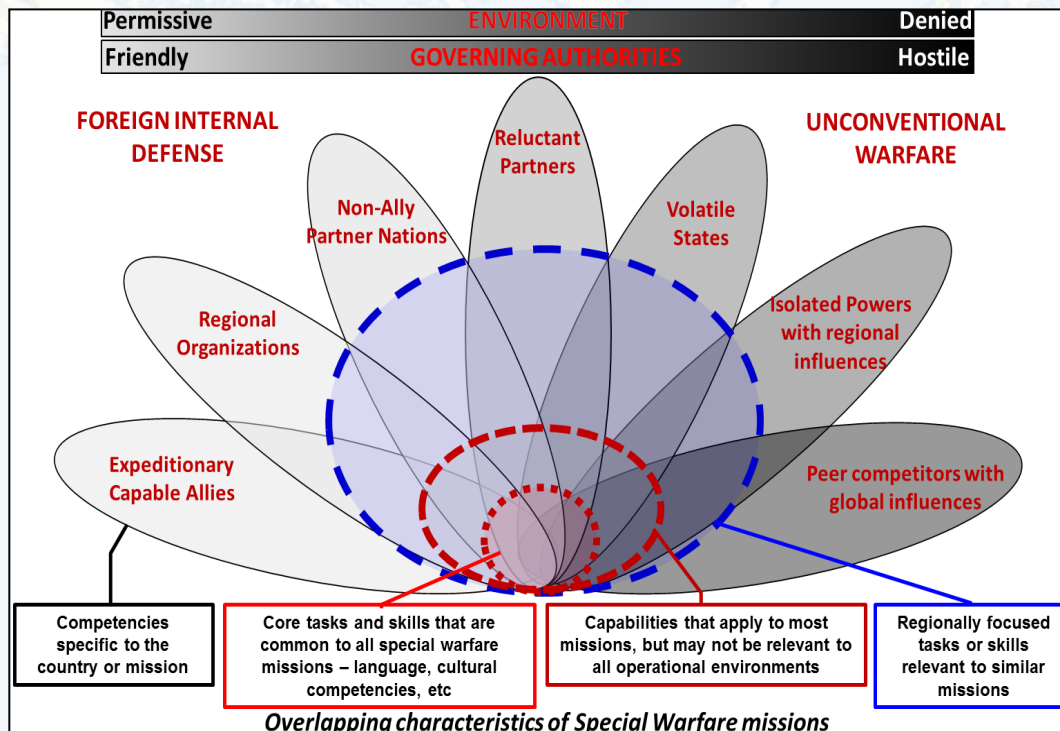 Permissive ENVIRONMENT Denied
Friendly GOVERNING AUTHORITIES Hostile
FOREIGN INTERNAL
DEFENSE
UNCONVENTIONAL
WARFARE
Reluctant
Partners
Non-Ally
Partner Nations
Volatile
States
Regional
Organizations
Isolated Powers
with regional
influences
Expeditionary
Capable Allies
Peer competitors with
global influences
Competencies
specific to the
country or mission
Core tasks and skills that are
common to all special warfare
missions – language, cultural
competencies, etc
Capabilities that apply to most
missions, but may not be relevant to
all operational environments
Regionally focused
tasks or skills
relevant to similar
missions
Overlapping characteristics of Special Warfare missions